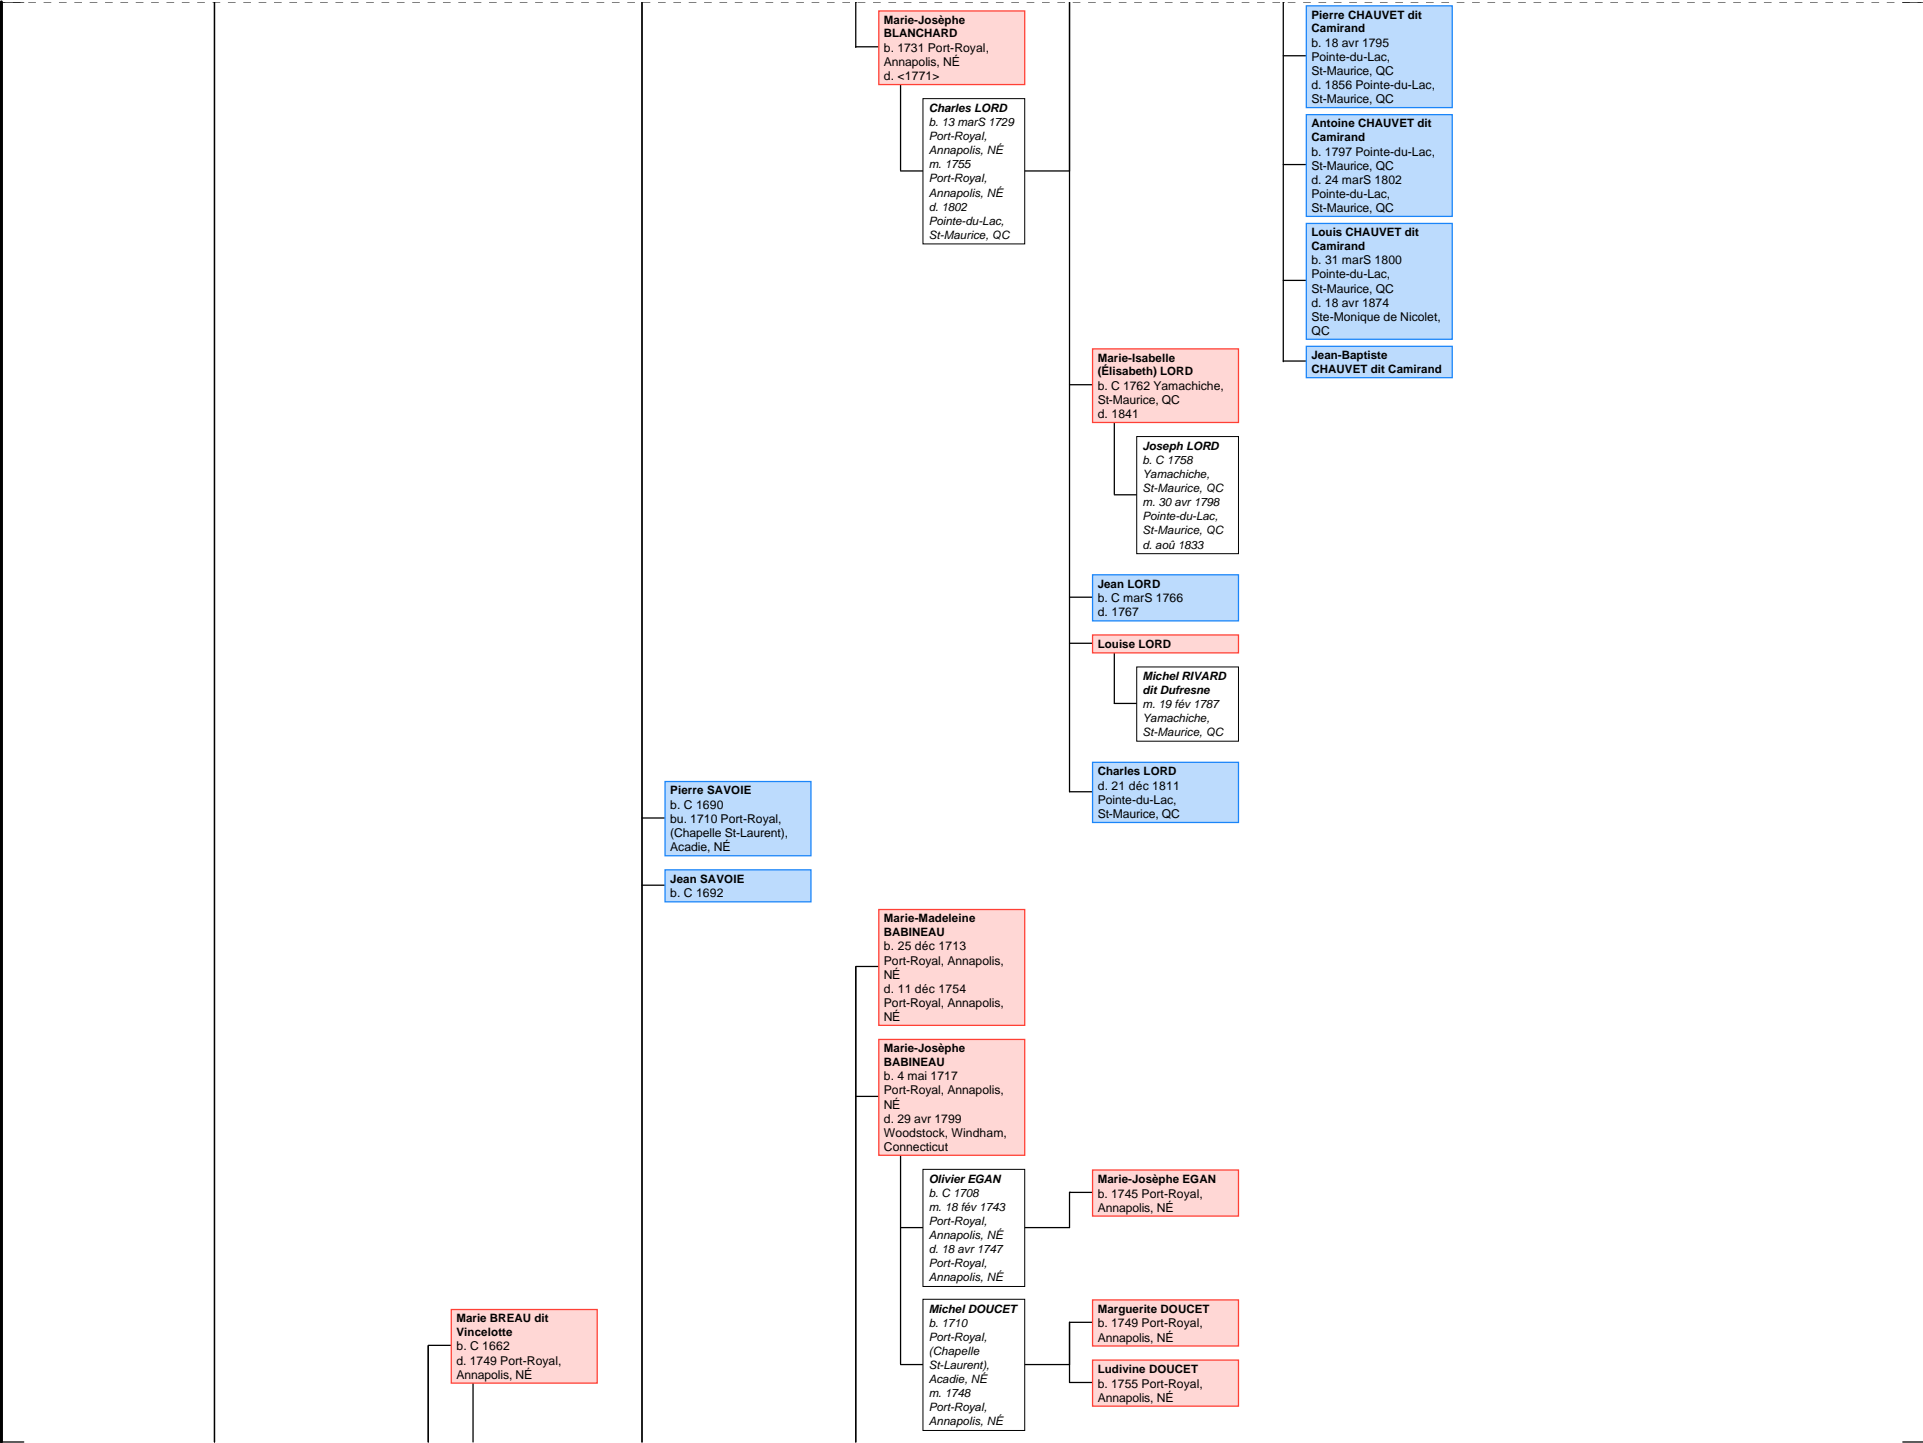 Marie-Josèphe
BLANCHARD
b. 1731 Port-Royal,
Annapolis, NÉ
d. <1771>
Charles LORD
b. 13 marS 1729
Port-Royal,
Annapolis, NÉ
m. 1755
Port-Royal,
Annapolis, NÉ
d. 1802
Pointe-du-Lac,
St-Maurice, QC
Pierre CHAUVET dit
Camirand
b. 18 avr 1795
Pointe-du-Lac,
St-Maurice, QC
d. 1856 Pointe-du-Lac,
St-Maurice, QC
Antoine CHAUVET dit
Camirand
b. 1797 Pointe-du-Lac,
St-Maurice, QC
d. 24 marS 1802
Pointe-du-Lac,
St-Maurice, QC
Louis CHAUVET dit
Camirand
b. 31 marS 1800
Pointe-du-Lac,
St-Maurice, QC
d. 18 avr 1874
Ste-Monique de Nicolet,
QC
Jean-Baptiste
CHAUVET dit Camirand
Marie-Isabelle
(Élisabeth) LORD
b. C 1762 Yamachiche,
St-Maurice, QC
d. 1841
Joseph LORD
b. C 1758
Yamachiche,
St-Maurice, QC
m. 30 avr 1798
Pointe-du-Lac,
St-Maurice, QC
d. aoû 1833
Jean LORD
b. C marS 1766
d. 1767
Louise LORD
Michel RIVARD
dit Dufresne
m. 19 fév 1787
Yamachiche,
St-Maurice, QC
Charles LORD
d. 21 déc 1811
Pointe-du-Lac,
St-Maurice, QC
Pierre SAVOIE
b. C 1690
bu. 1710 Port-Royal,
(Chapelle St-Laurent),
Acadie, NÉ
Jean SAVOIE
b. C 1692
Marie-Madeleine
BABINEAU
b. 25 déc 1713
Port-Royal, Annapolis,
NÉ
d. 11 déc 1754
Port-Royal, Annapolis,
NÉ
Marie-Josèphe
BABINEAU
b. 4 mai 1717
Port-Royal, Annapolis,
NÉ
d. 29 avr 1799
Woodstock, Windham,
Connecticut
Olivier EGAN
b. C 1708
m. 18 fév 1743
Port-Royal,
Annapolis, NÉ
d. 18 avr 1747
Port-Royal,
Annapolis, NÉ
Marie-Josèphe EGAN
b. 1745 Port-Royal,
Annapolis, NÉ
Michel DOUCET
b. 1710
Port-Royal,
(Chapelle
St-Laurent),
Acadie, NÉ
m. 1748
Port-Royal,
Annapolis, NÉ
Marguerite DOUCET
b. 1749 Port-Royal,
Annapolis, NÉ
Ludivine DOUCET
b. 1755 Port-Royal,
Annapolis, NÉ
Marie BREAU dit
Vincelotte
b. C 1662
d. 1749 Port-Royal,
Annapolis, NÉ